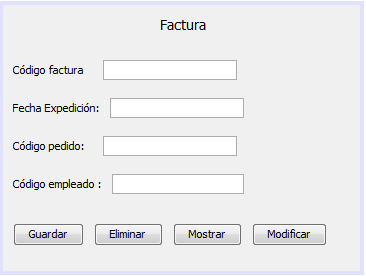 Factura
Código factura
Fecha Expedición:
Código pedido:
Código empleado :
Guardar Eliminar Mostrar Modificar